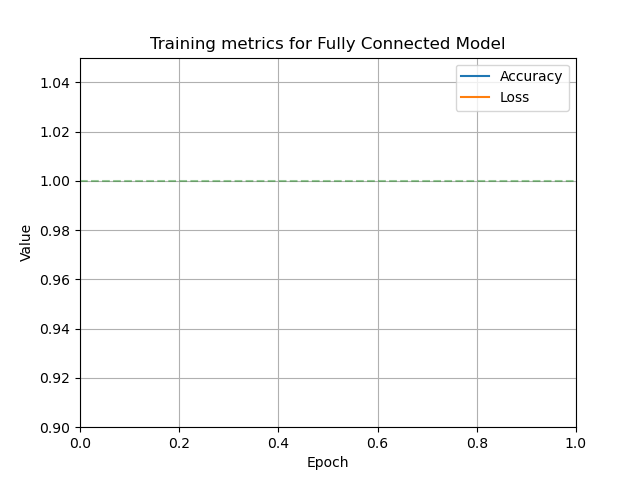 Training metrics for Fully Connected Model
Accuracy
Loss
1.04
1.02
1.00
0.98
0.96
0.94
0.92
0.90
Value
0.0 0.2 0.4 0.6 0.8 1.0
Epoch